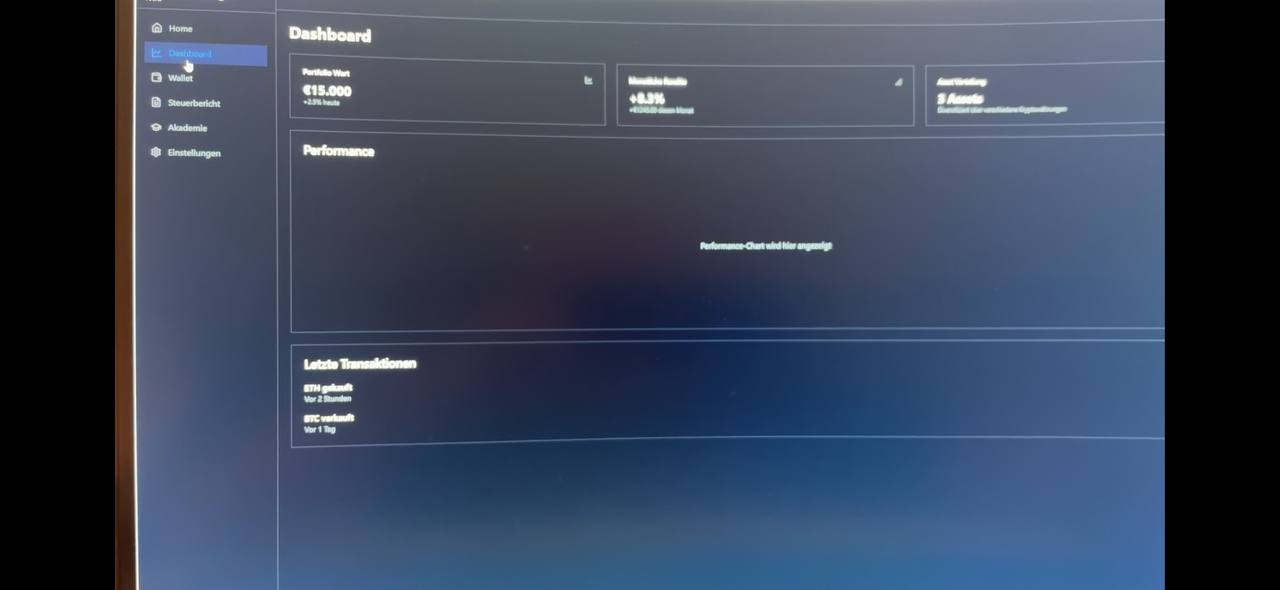 Home
Dashboard
Wallet
Steuerbericht
Akademie
Einstellungen
Dashboard
Portfolio Wert
€15.000
+2.5% heute
Monatliche Rendite
+8.3%
diesen Monat
Asset Verteilung
3 Assets
Diversifiziert über verschiedene Kryptowährungen
Performance
Performance-Chart wird hier angezeigt
Letzte Transaktionen
ETH gekauft
Vor 2 Stunden
BTC verkauft
Vor 1 Tag